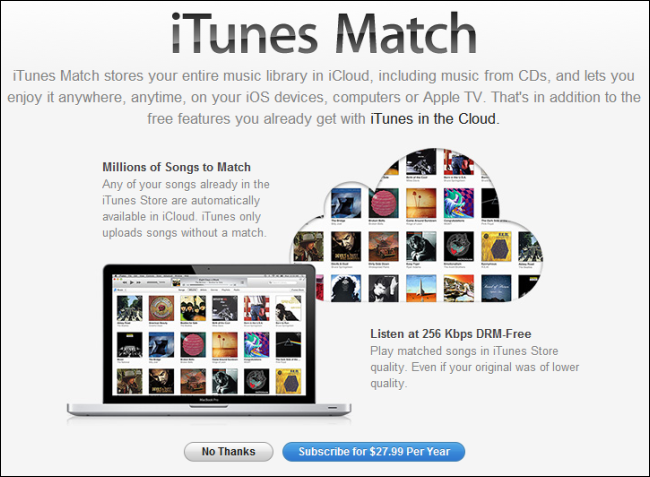 iTunes Match
iTunes Match stores your entire music library in iCloud, including music from CDs, and lets you
enjoy it anywhere, anytime, on your iOS devices, computers or Apple TV. That's in addition to the
free features you already get with iTunes in the Cloud.
Millions of Songs to Match
Any of your songs already in the
iTunes Store are automatically
available in iCloud. iTunes only
uploads songs without a match.
MacBook Pro
Listen at 256 Kbps DRM-Free
Play matched songs in iTunes Store
quality. Even if your original was of lower
quality.
No Thanks
Subscribe for $27.99 Per Year